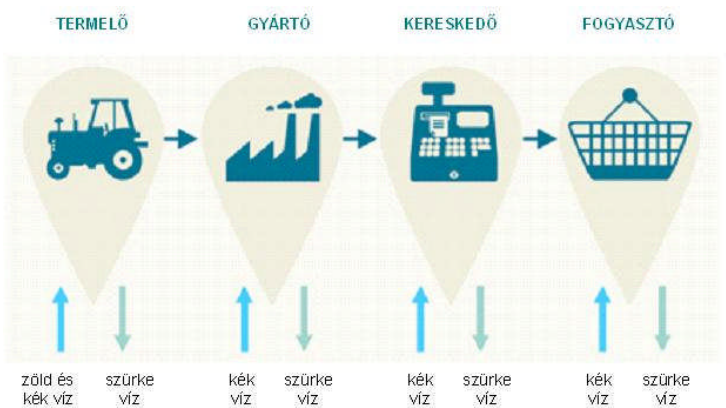 TERMELŐ
GYÁRTÓ
KERESKEDŐ
FOGYASZTÓ
zöld és
kék víz
szürke
víz
kék
víz
szürke
víz
kék
víz
szürke
víz
kék
víz
szürke
víz